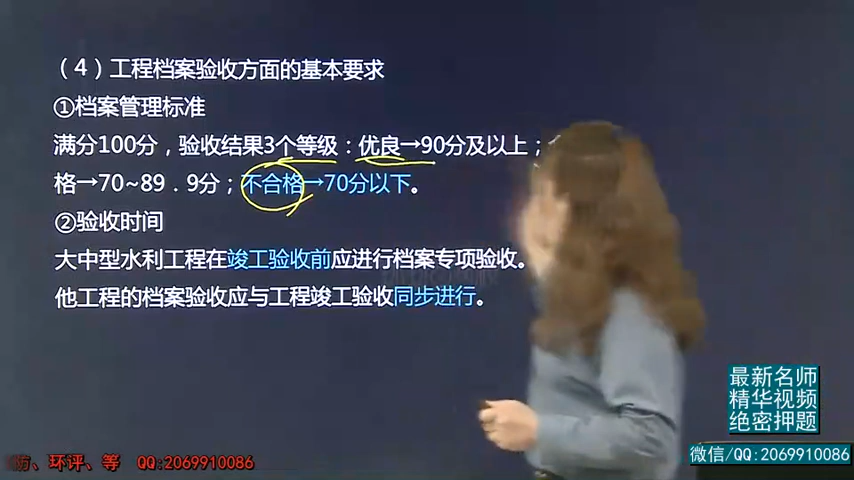 （4）工程档案验收方面的基本要求
①档案管理标准
满分100分，验收结果3个等级：优良→90分及以上；
格→70~89．9分；不合格→70分以下。
②验收时间
大中型水利工程在竣工验收前应进行档案专项验收。
他工程的档案验收应与工程竣工验收同步进行。
最新名师
精华视频
绝密押题
微信/QQ:2069910086
、环评、等 QQ:2069910086